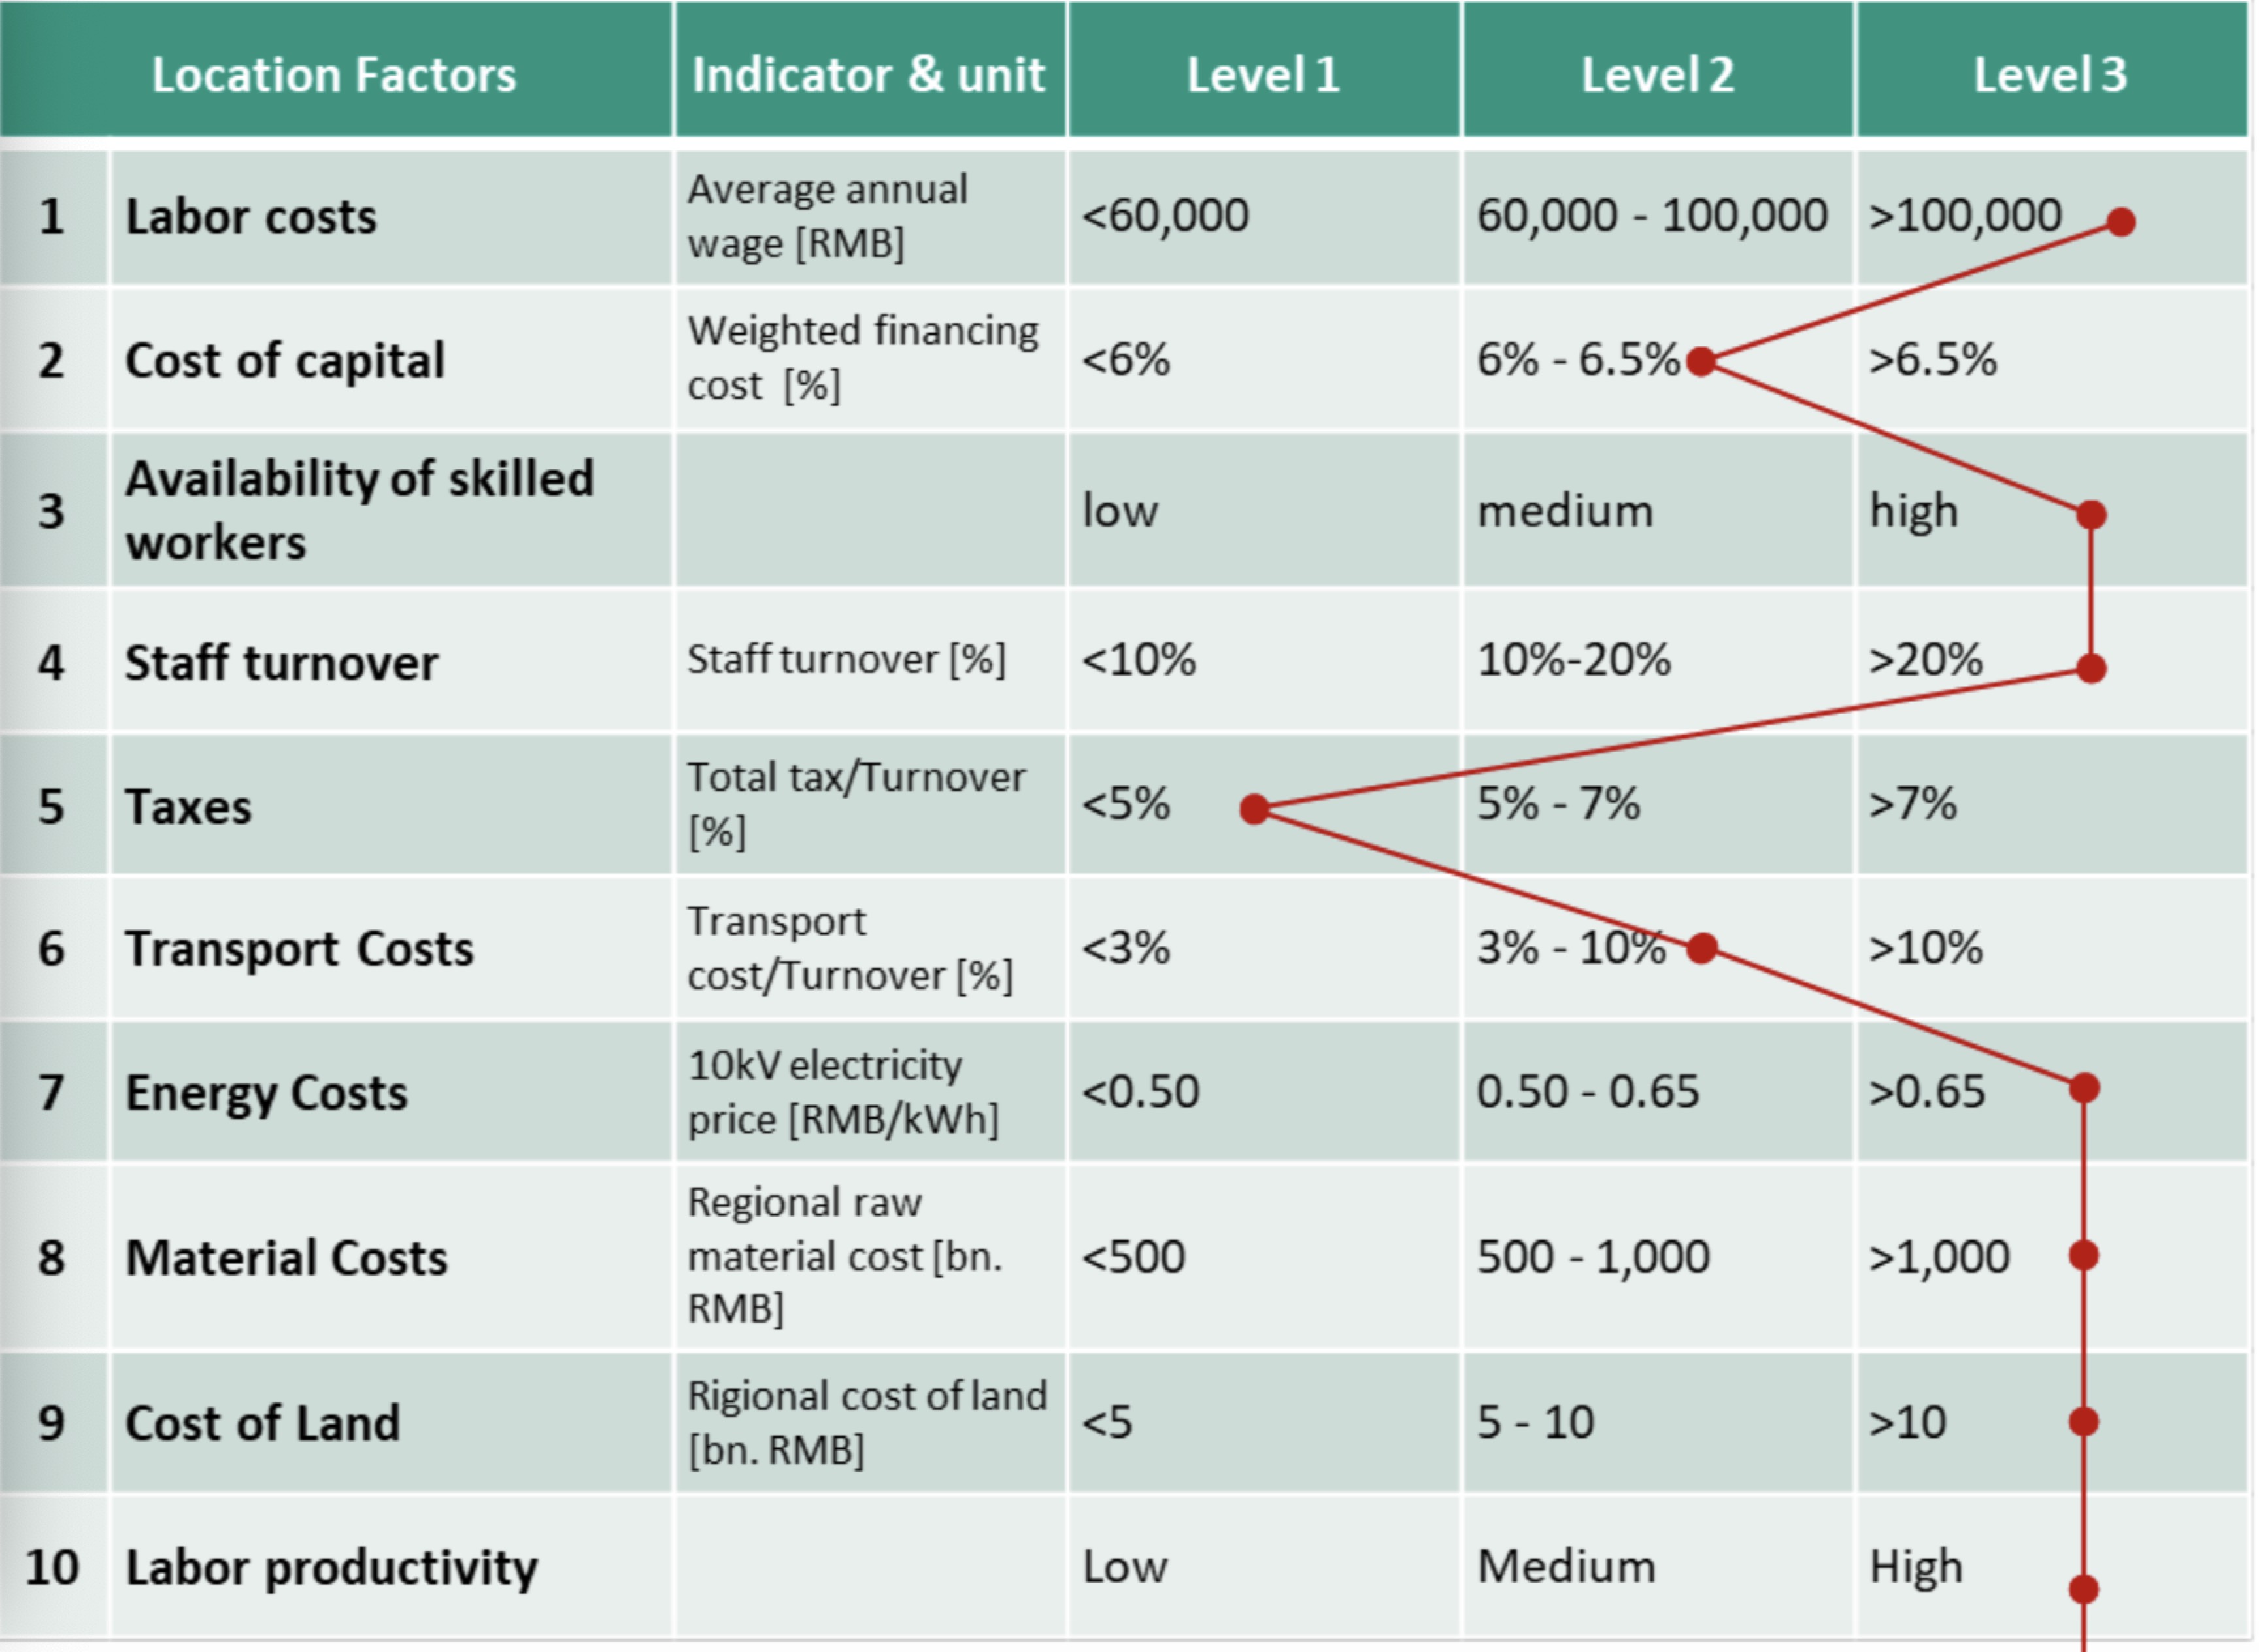 Location Factors Indicator & unit Level 1 Level 2 Level 3
1 Labor costs Average annual wage [RMB] <60,000 60,000 - 100,000 >100,000
2 Cost of capital Weighted financing cost [%] <6% 6% - 6.5% >6.5%
3 Availability of skilled workers low medium high
4 Staff turnover Staff turnover [%] <10% 10%-20% >20%
5 Taxes Total tax/Turnover [%] <5% 5% - 7% >7%
6 Transport Costs Transport cost/Turnover [%] <3% 3% - 10% >10%
7 Energy Costs 10kV electricity price [RMB/kWh] <0.50 0.50 - 0.65 >0.65
8 Material Costs Regional raw material cost [bn. RMB] <500 500 - 1,000 >1,000
9 Cost of Land Rigional cost of land [bn. RMB] <5 5 - 10 >10
10 Labor productivity Low Medium High